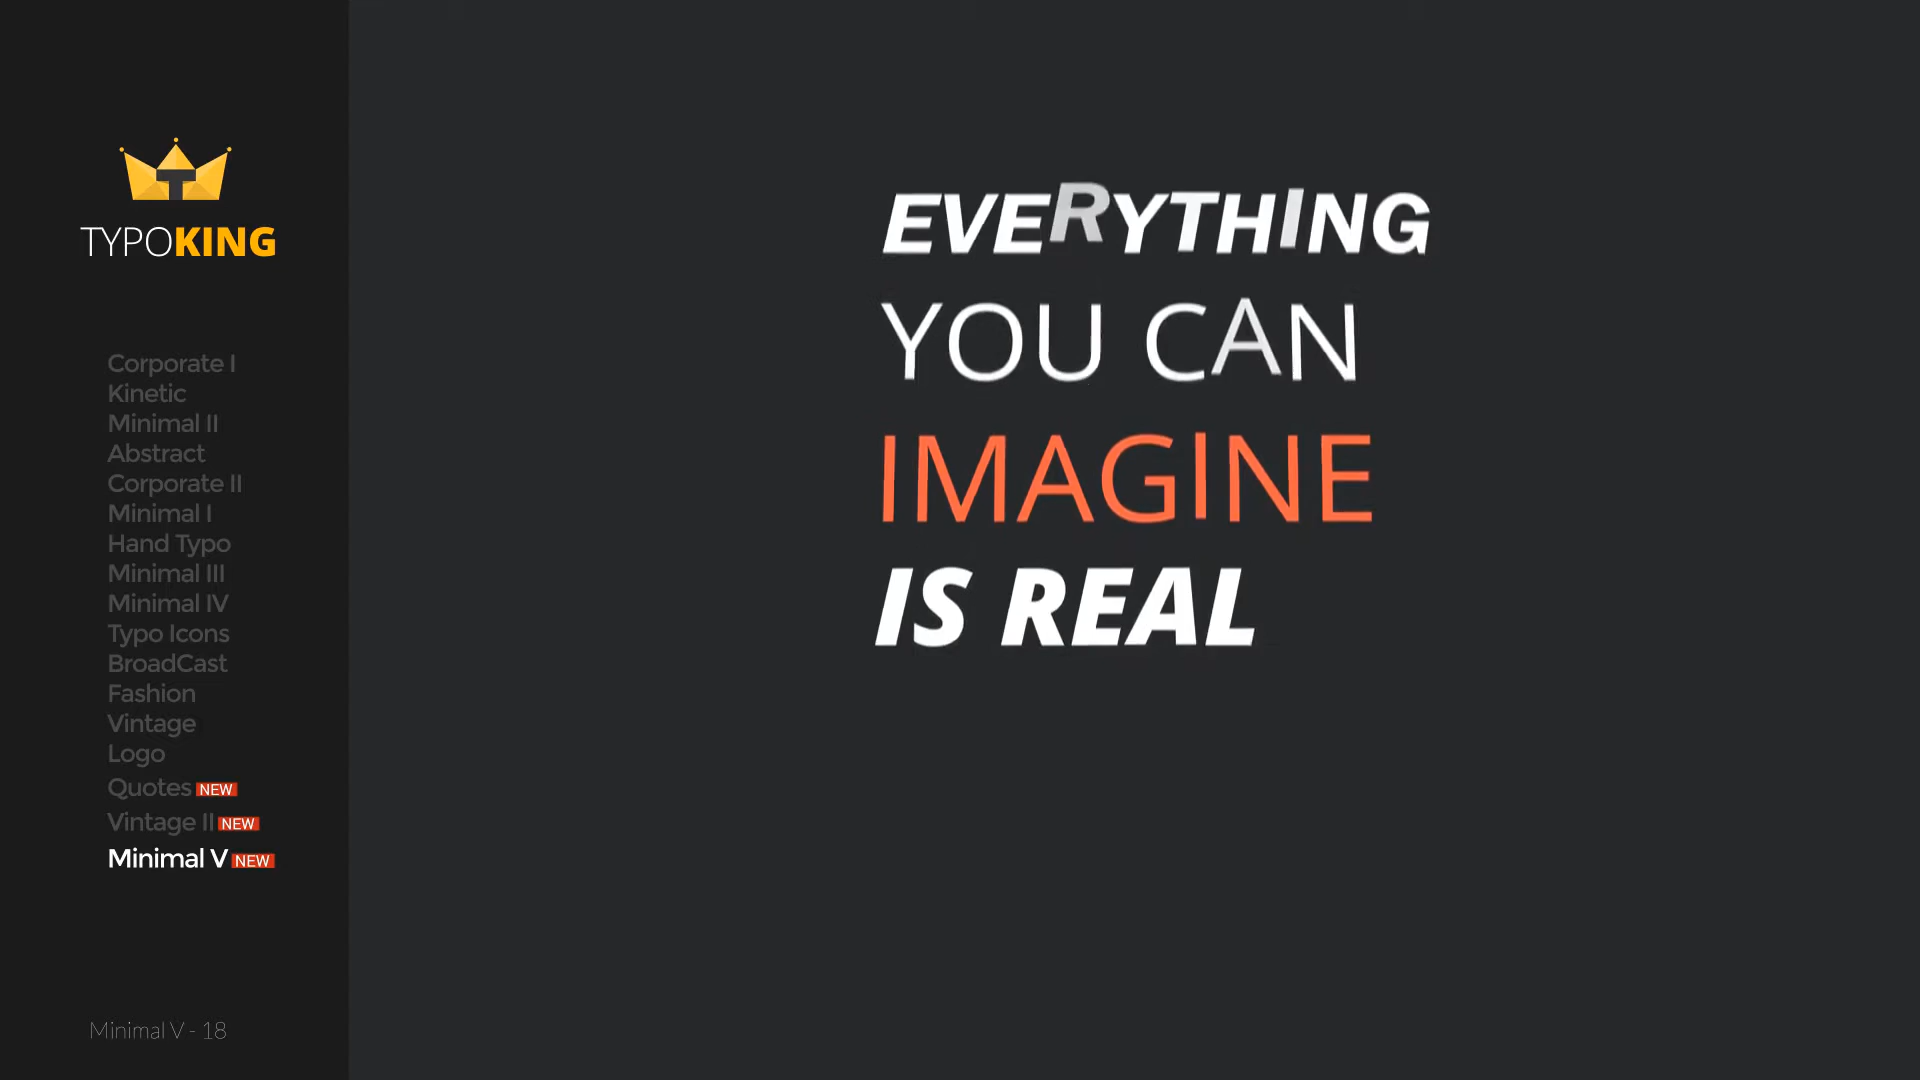 TYPOKING
Corporate I
Kinetic
Minimal II
Abstract
Corporate II
Minimal I
Hand Typo
Minimal III
Minimal IV
Typo Icons
BroadCast
Fashion
Vintage
Logo
Quotes NEW
Vintage II NEW
Minimal V NEW
Minimal V - 18
EVERYTHING
YOU CAN
IMAGINE
IS REAL